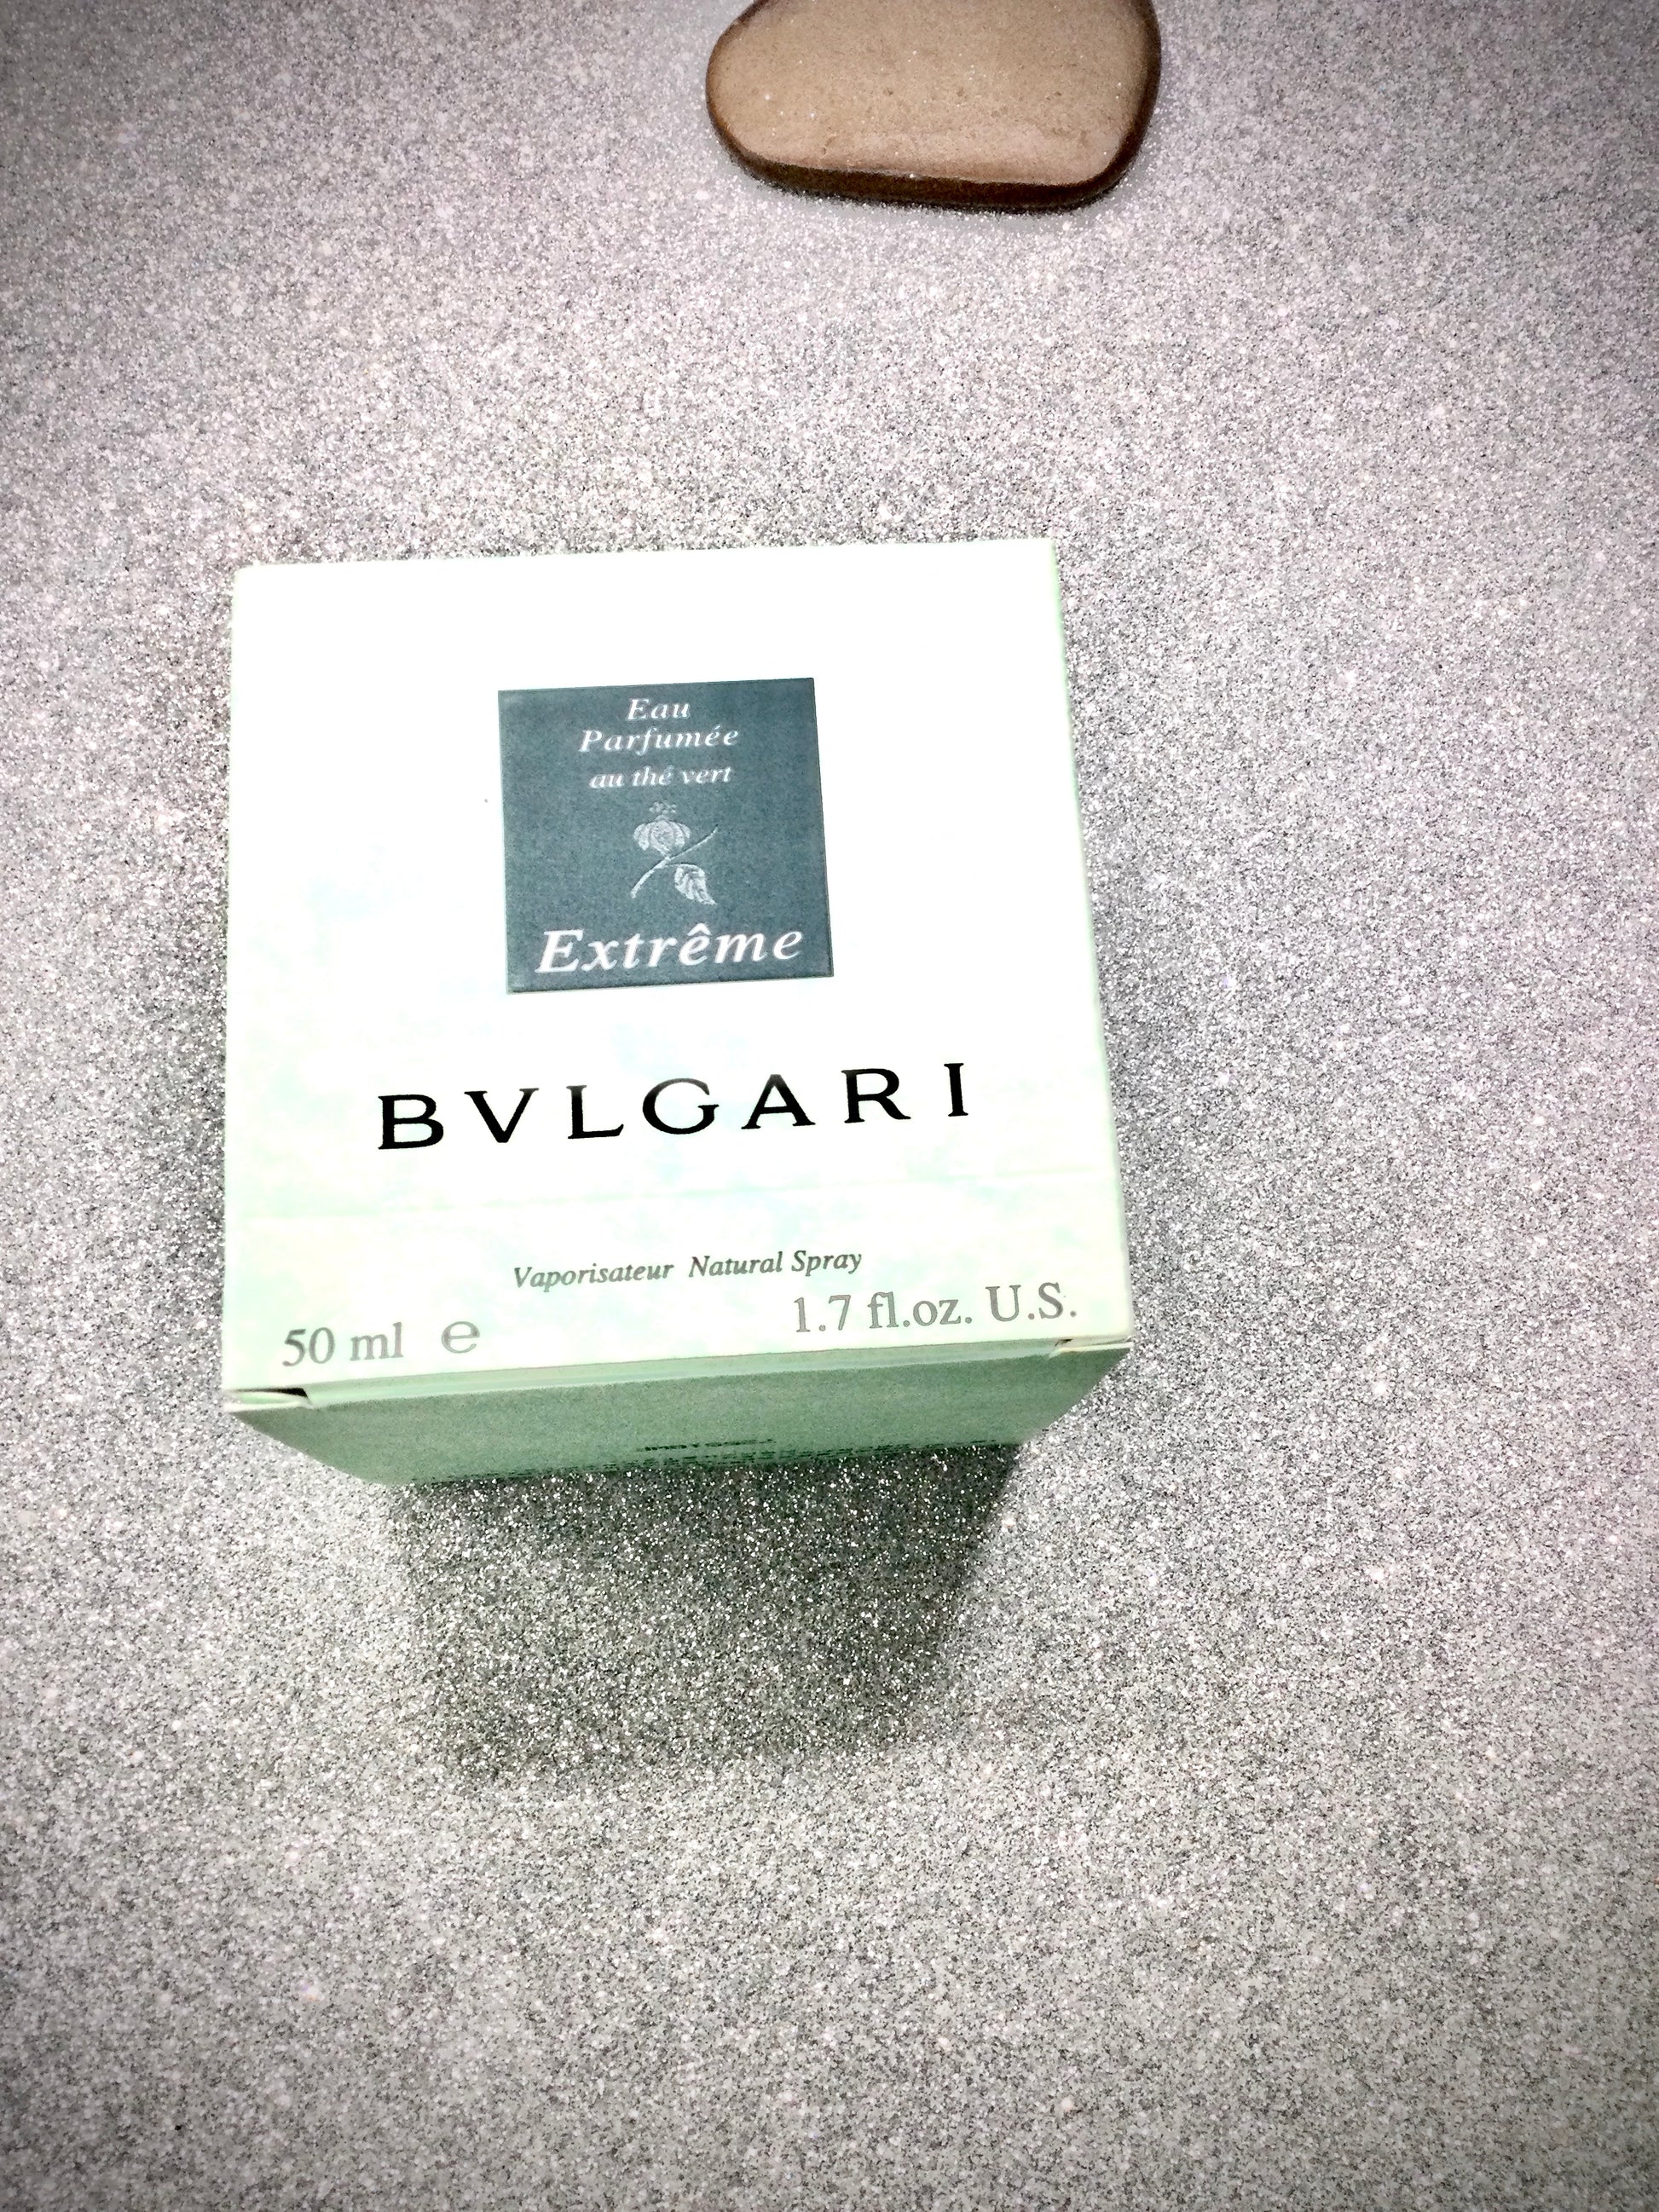 Eau
Parfumée
au thé vert
Extrême
BVLGARI
Vaporisateur Natural Spray
50 ml e 1.7 fl.oz. U.S.